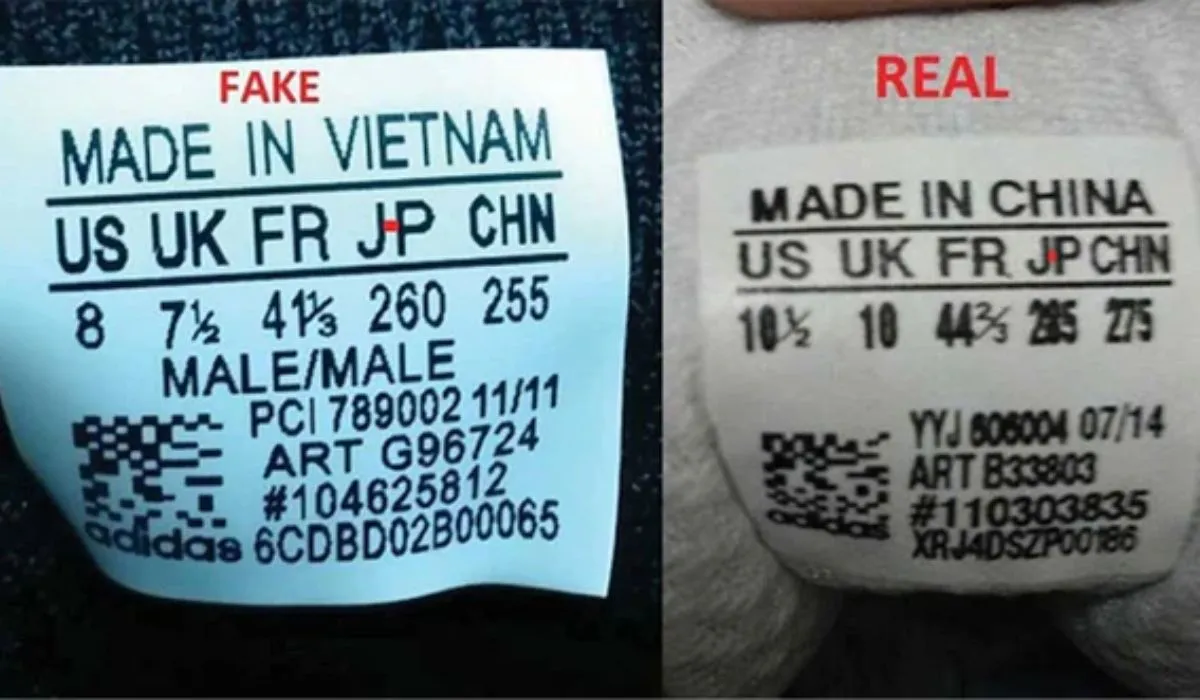 FAKE
MADE IN VIETNAM
US UK FR JP CHN
8 7½ 41⅓ 260 255
MALE/MALE
PCI 789002 11/11
ART G96724
#104625812
adidas 6CDBD02B00065
REAL
MADE IN CHINA
US UK FR JP CHN
10½ 10 44⅔ 285 275
YYJ 606004 07/14
ART B33803
#110303835
adidas XRJ4DSZP00186